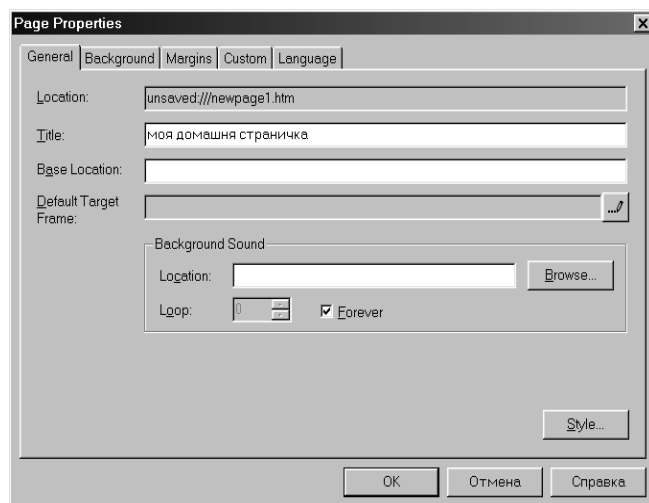 Page Properties
General Background Margins Custom Language
Location: unsaved:///newpage1.htm
Title: моя домашня страничка
Base Location:
Default Target
Frame:
Background Sound
Location: Browse...
Loop: 0 Forever
Style...
OK Отмена Справка